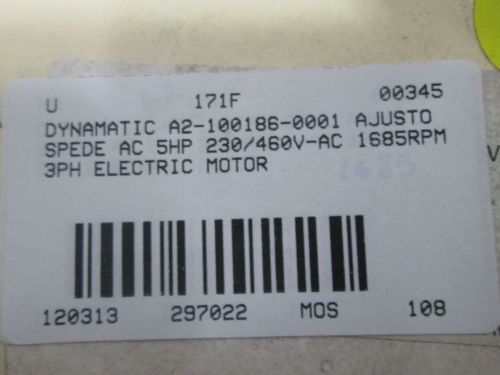 U 171F 00345
DYNAMATIC A2-100186-0001 AJUSTO
SPEDE AC 5HP 230/460V-AC 1685RPM
3PH ELECTRIC MOTOR
1685
120313 297022 MOS 108
V